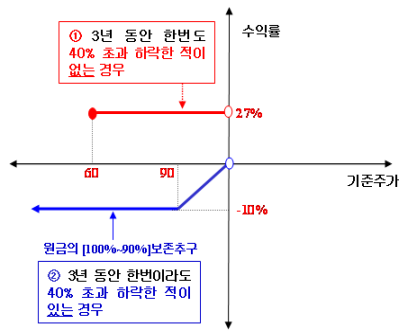 수익률
① 3년 동안 한번도
40% 초과 하락한 적이
없는 경우
27%
60
90
기준주가
-10%
원금의 [100%~90%]보존추구
② 3년 동안 한번이라도
40% 초과 하락한 적이
있는 경우